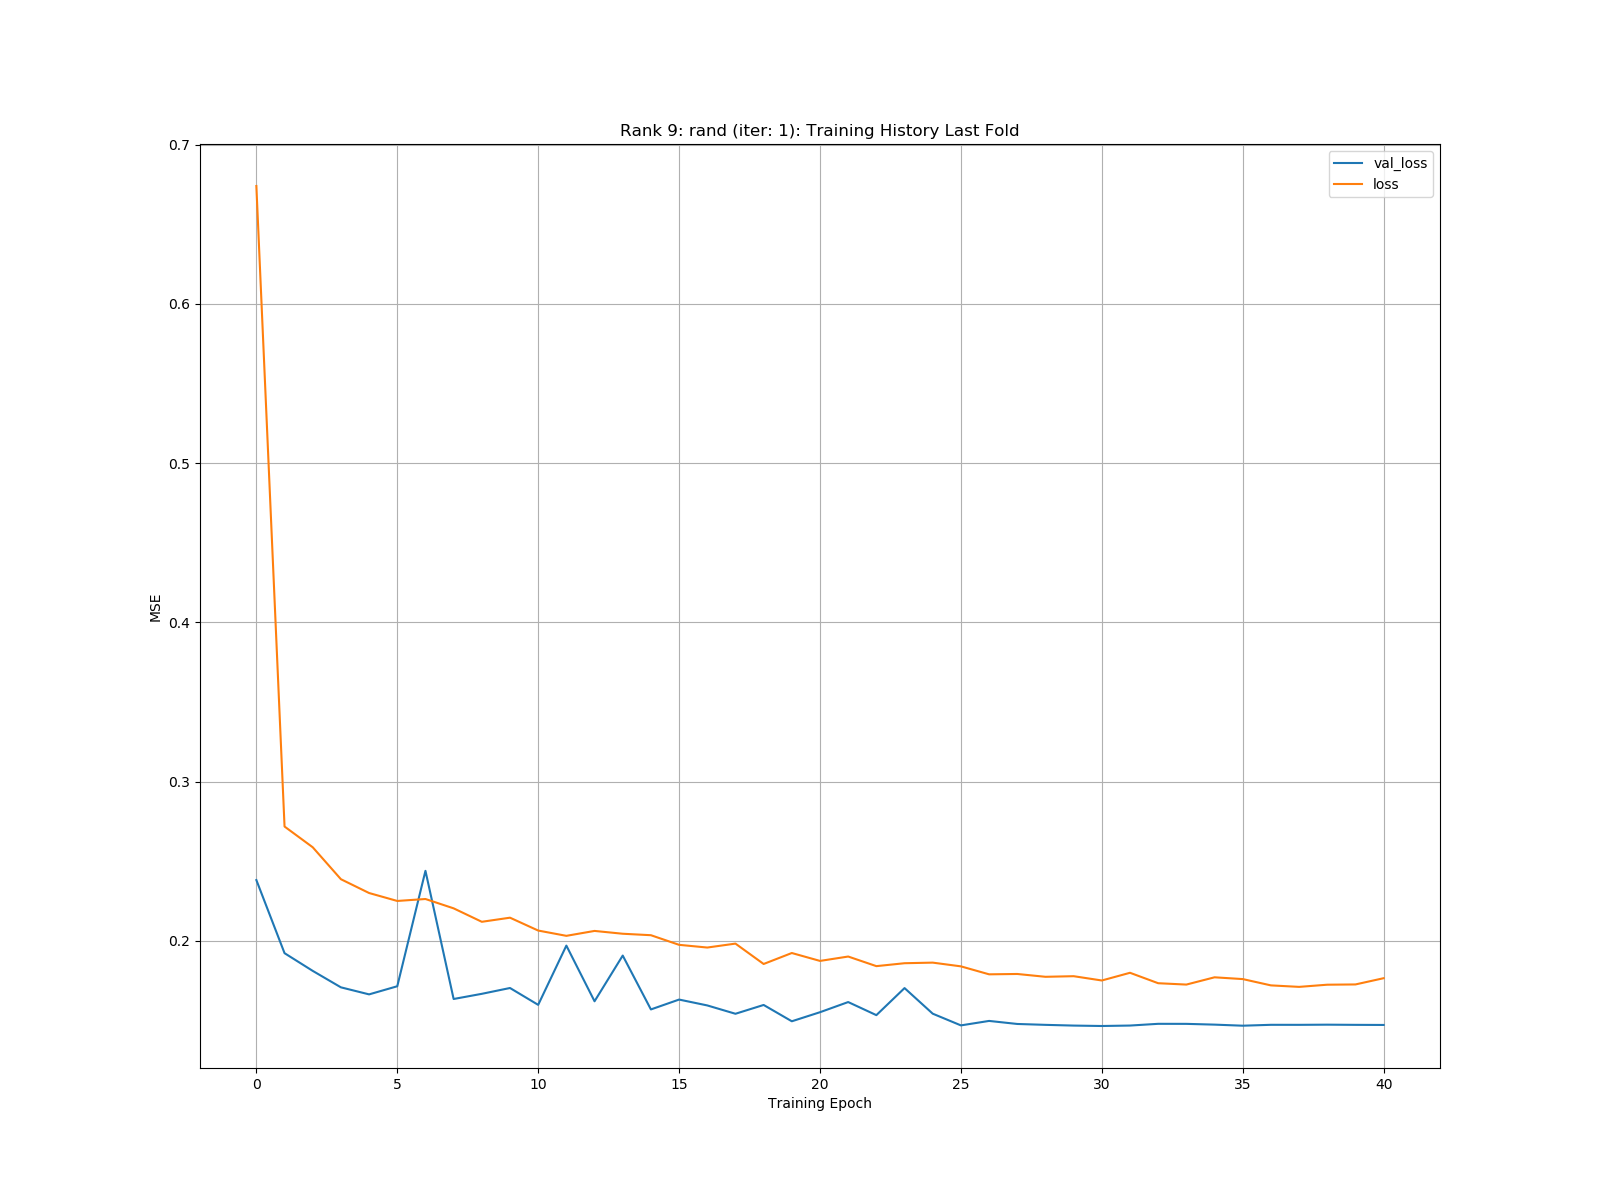 Rank 9: rand (iter: 1): Training History Last Fold
val_loss
loss
0.7
0.6
0.5
0.4
0.3
0.2
MSE
0 5 10 15 20 25 30 35 40
Training Epoch